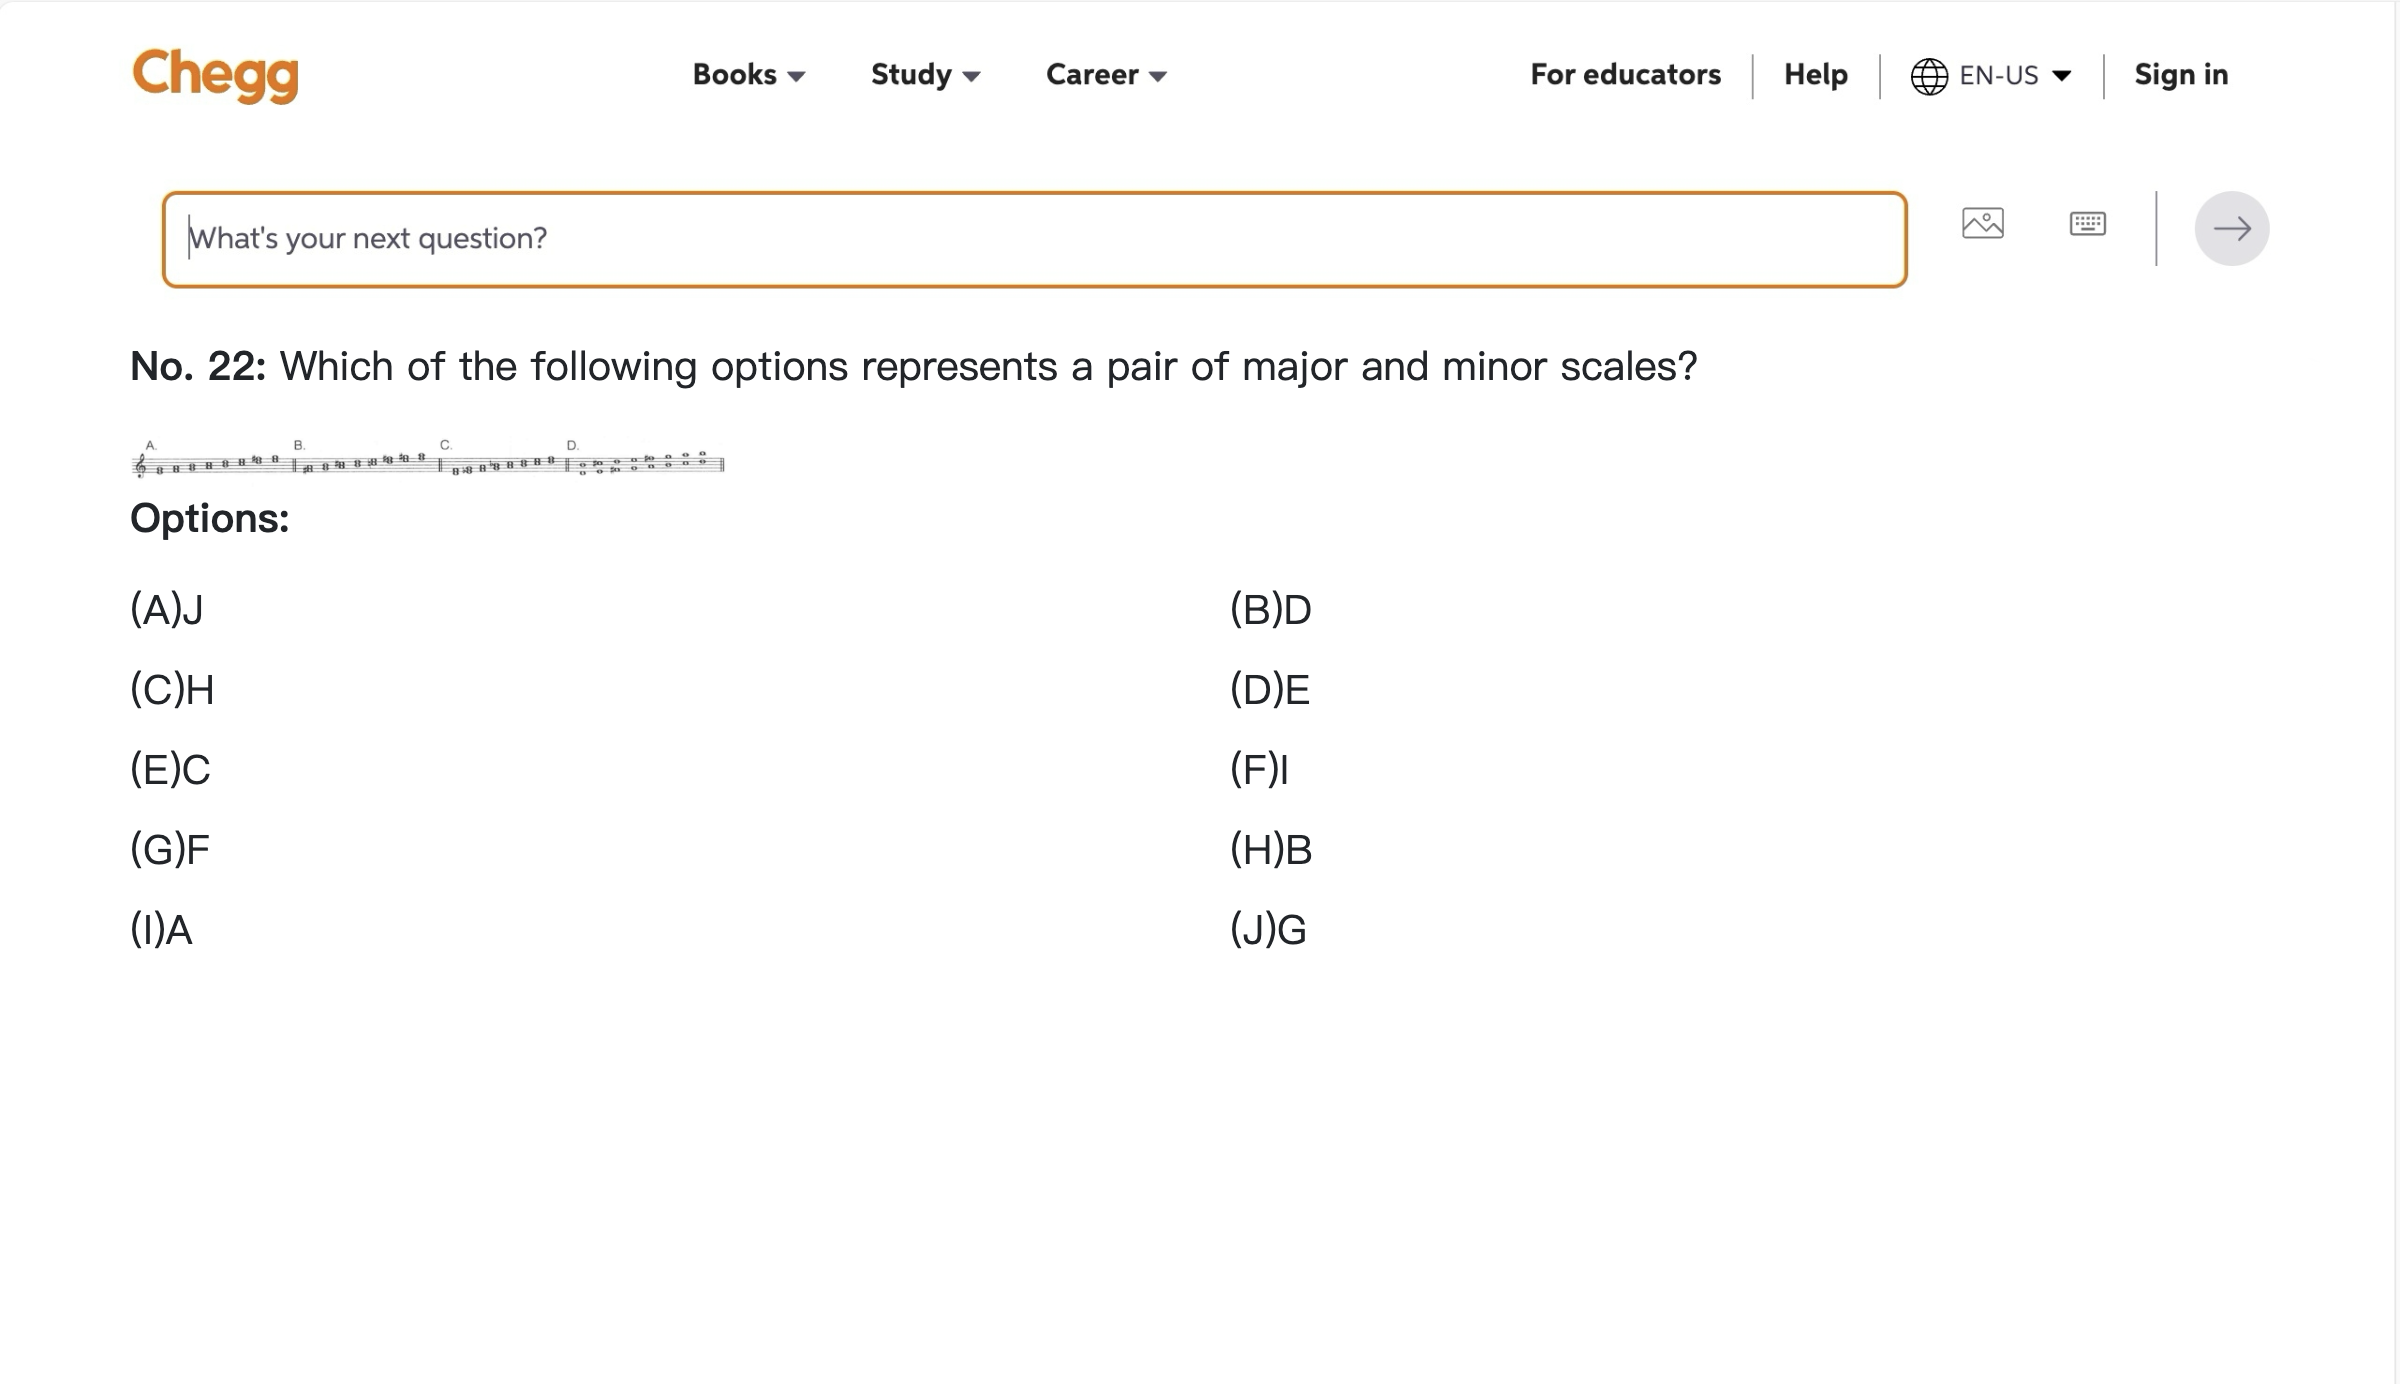 Chegg
Books Study Career For educators Help EN-US Sign in
What's your next question?
No. 22: Which of the following options represents a pair of major and minor scales?
A. B. C. D.
Options:
(A)J (B)D
(C)H (D)E
(E)C (F)I
(G)F (H)B
(I)A (J)G